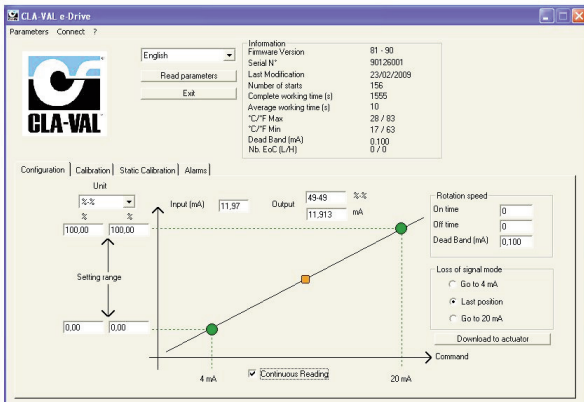 CLA-VAL e-Drive
Parameters Connect ?
CLA-VAL
English
Read parameters
Exit
Information
Firmware Version 81 - 90
Serial N° 90126001
Last Modification 23/02/2009
Number of starts 156
Complete working time (s) 1555
Average working time (s) 10
°C/°F Max 28 / 83
°C/°F Min 17 / 63
Dead Band (mA) 0.100
Nb. EoC (L/H) 0 / 0
Configuration Calibration Static Calibration Alarms
Unit
%-%
% %
100,00 100,00
Setting range
0,00 0,00
Input (mA) 11,97
Output 49-49 %-%
11,913 mA
4 mA
20 mA
Continuous Reading
Command
Rotation speed
On time 0
Off time 0
Dead Band (mA) 0,100
Loss of signal mode
Go to 4 mA
Last position
Go to 20 mA
Download to actuator